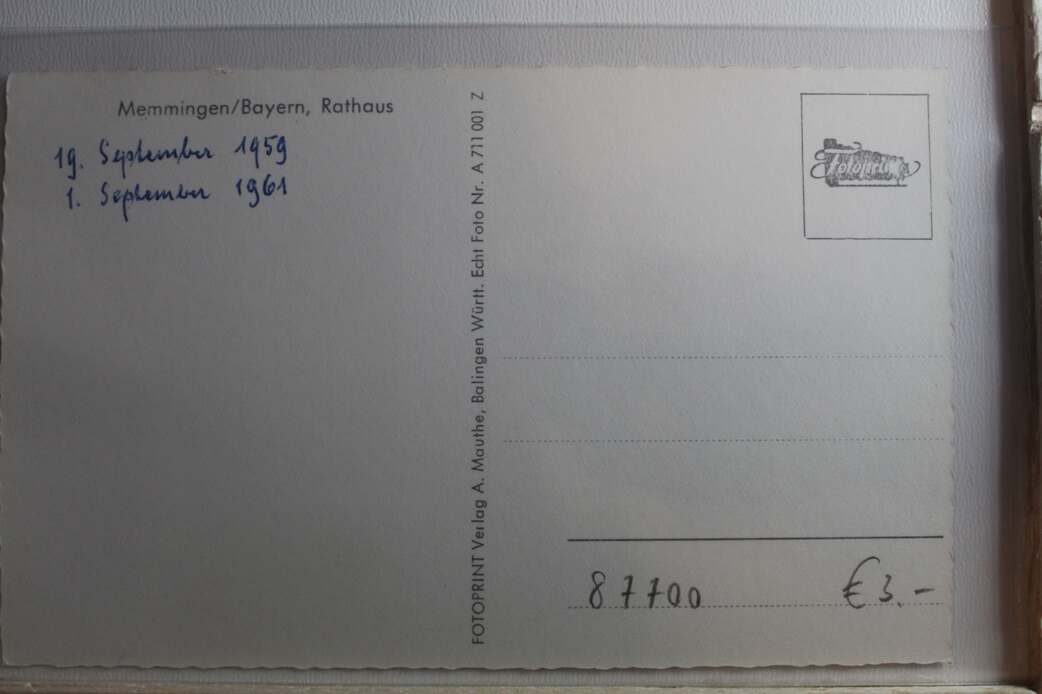 Memmingen/Bayern, Rathaus
19. September 1959
1. September 1961
FOTOPRINT Verlag A. Mauthe, Balingen Württ. Echt Foto Nr. A 711 001 Z
Fotoprint
87700 € 3.-